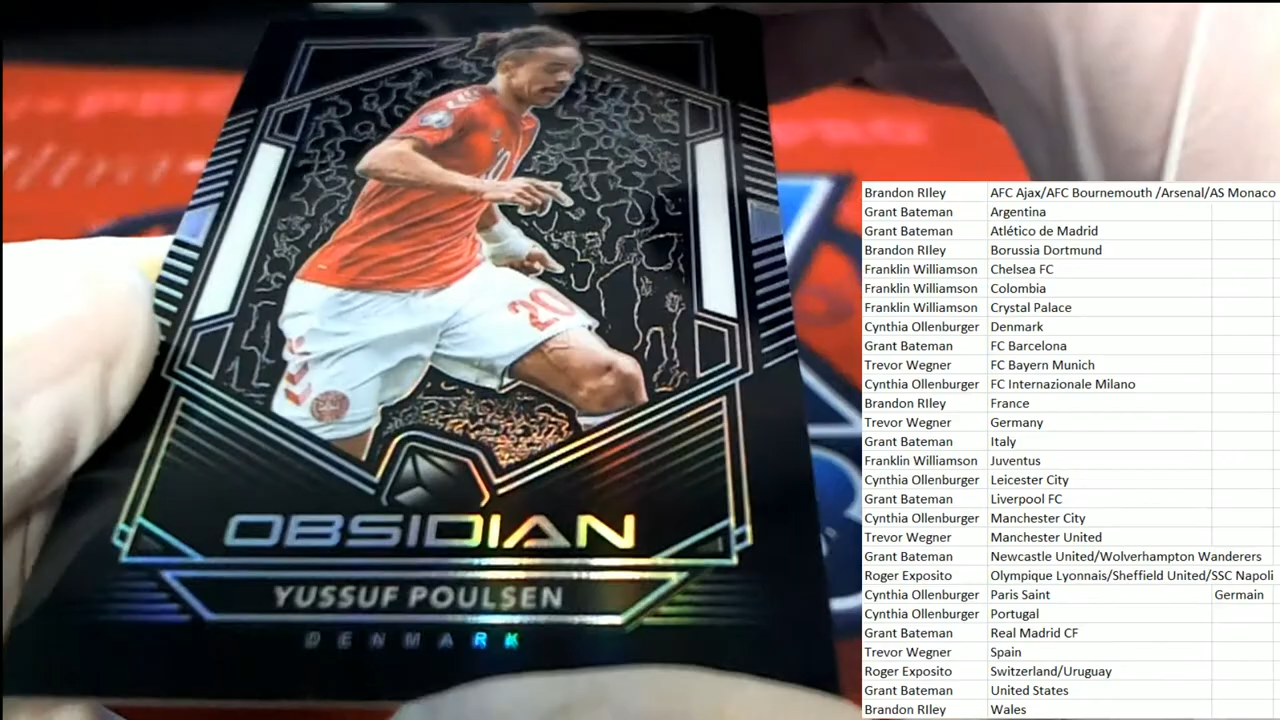 20
OBSIDIAN
YUSSUF POULSEN
DENMARK
Brandon RIley AFC Ajax/AFC Bournemouth /Arsenal/AS Monaco
Grant Bateman Argentina
Grant Bateman Atlético de Madrid
Brandon RIley Borussia Dortmund
Franklin Williamson Chelsea FC
Franklin Williamson Colombia
Franklin Williamson Crystal Palace
Cynthia Ollenburger Denmark
Grant Bateman FC Barcelona
Trevor Wegner FC Bayern Munich
Cynthia Ollenburger FC Internazionale Milano
Brandon RIley France
Trevor Wegner Germany
Grant Bateman Italy
Franklin Williamson Juventus
Cynthia Ollenburger Leicester City
Grant Bateman Liverpool FC
Cynthia Ollenburger Manchester City
Trevor Wegner Manchester United
Grant Bateman Newcastle United/Wolverhampton Wanderers
Roger Exposito Olympique Lyonnais/Sheffield United/SSC Napoli
Cynthia Ollenburger Paris Saint Germain
Cynthia Ollenburger Portugal
Grant Bateman Real Madrid CF
Trevor Wegner Spain
Roger Exposito Switzerland/Uruguay
Grant Bateman United States
Brandon RIley Wales